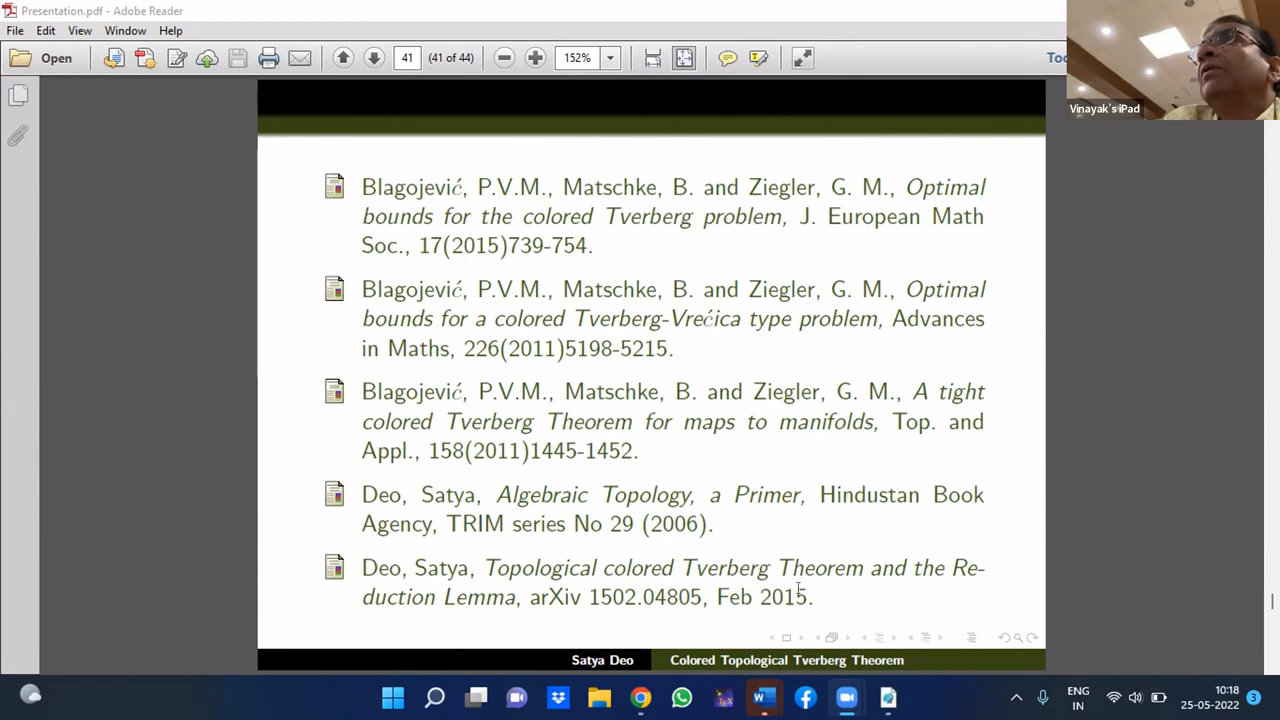 Presentation.pdf - Adobe Reader
File Edit View Window Help
Open 41 (41 of 44) 152% Too
Vinayak's iPad
Blagojević, P.V.M., Matschke, B. and Ziegler, G. M., Optimal
bounds for the colored Tverberg problem, J. European Math
Soc., 17(2015)739-754.
Blagojević, P.V.M., Matschke, B. and Ziegler, G. M., Optimal
bounds for a colored Tverberg-Vrećica type problem, Advances
in Maths, 226(2011)5198-5215.
Blagojević, P.V.M., Matschke, B. and Ziegler, G. M., A tight
colored Tverberg Theorem for maps to manifolds, Top. and
Appl., 158(2011)1445-1452.
Deo, Satya, Algebraic Topology, a Primer, Hindustan Book
Agency, TRIM series No 29 (2006).
Deo, Satya, Topological colored Tverberg Theorem and the Re-
duction Lemma, arXiv 1502.04805, Feb 2015.
Satya Deo Colored Topological Tverberg Theorem
ENG 10:18
IN 25-05-2022 3